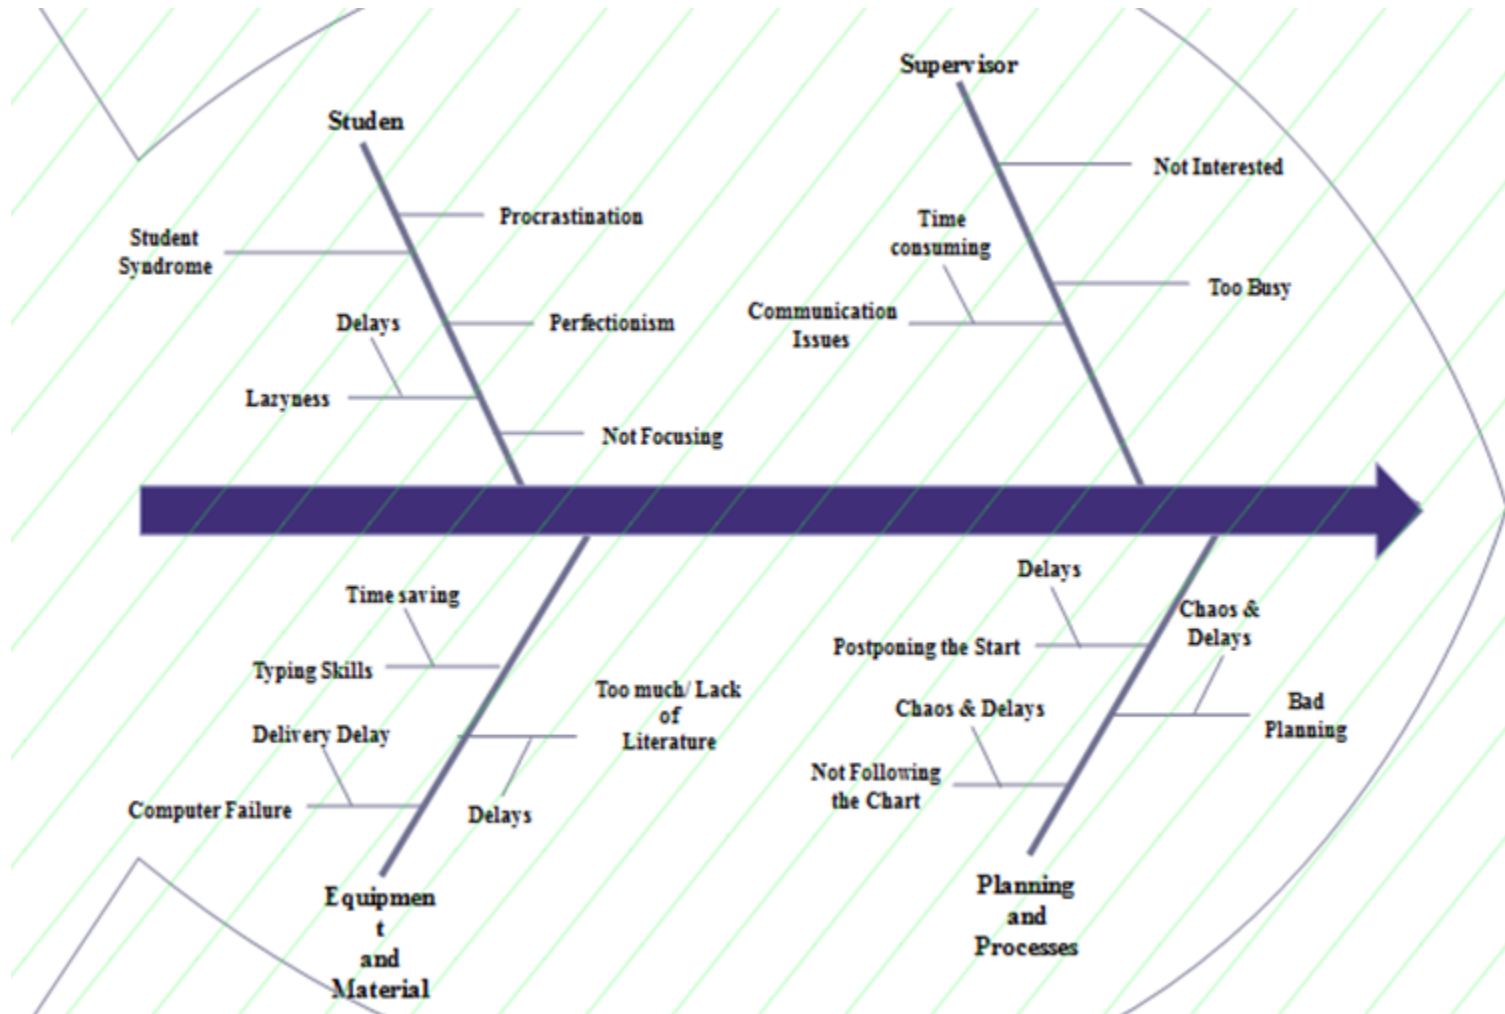 Supervisor
Studen
Not Interested
Procrastination
Time
consuming
Student
Syndrome
Too Busy
Communication
Issues
Delays
Perfectionism
Lazyness
Not Focusing
Delays
Time saving
Chaos &
Delays
Postponing the Start
Typing Skills
Too much/ Lack
of
Literature
Bad
Planning
Chaos & Delays
Delivery Delay
Not Following
the Chart
Computer Failure
Delays
Equipmen
t
and
Material
Planning
and
Processes